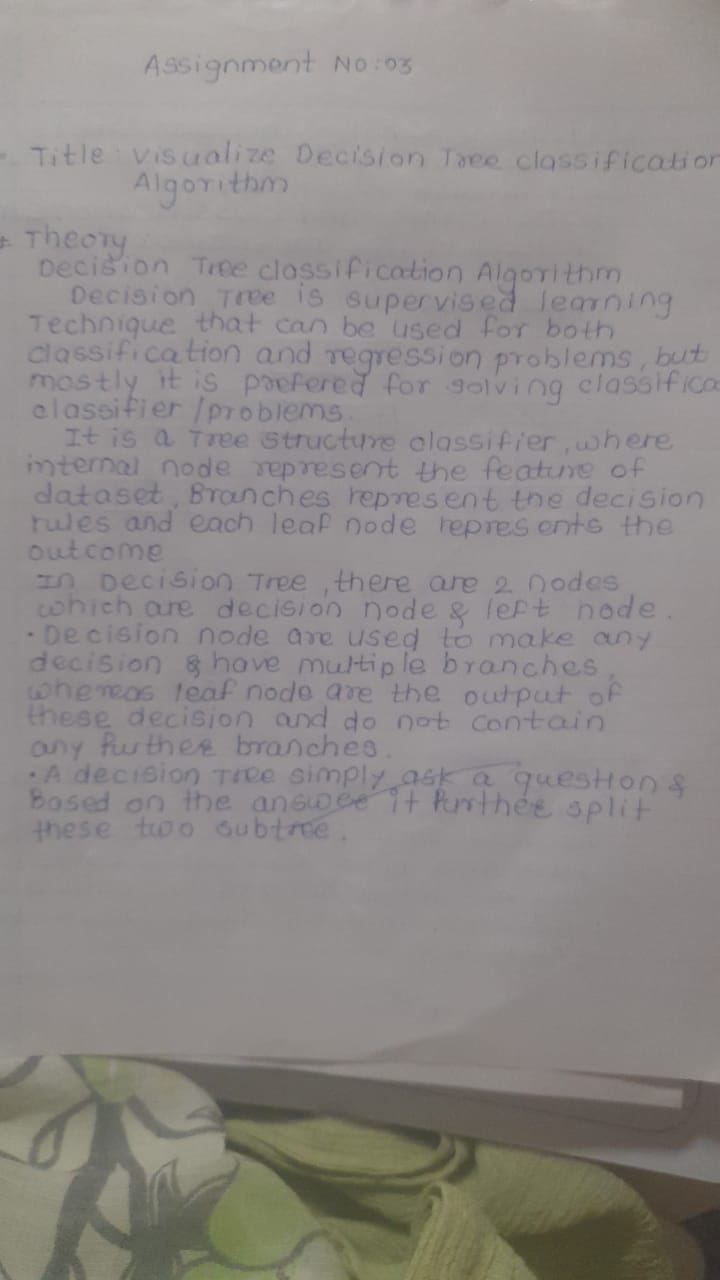 Assignment No:03
Title: visualize Decision Tree classification
Algorithm
Theory
Decision Tree classification Algorithm
Decision Tree is supervised learning
Technique that can be used for both
classification and regression problems, but
mostly it is prefered for solving classifica
classifier /problems.
It is a Tree structure classifier, where
internal node represent the feature of
dataset, Branches represent the decision
rules and each leaf node represents the
outcome
In Decision Tree, there are 2 nodes
which are decision node & left node.
• Decision node are used to make any
decision & have multiple branches,
whereas leaf node are the output of
these decision and do not contain
any further branches.
• A decision Tree simply ask a question &
Based on the answer it further split
these two subtree.